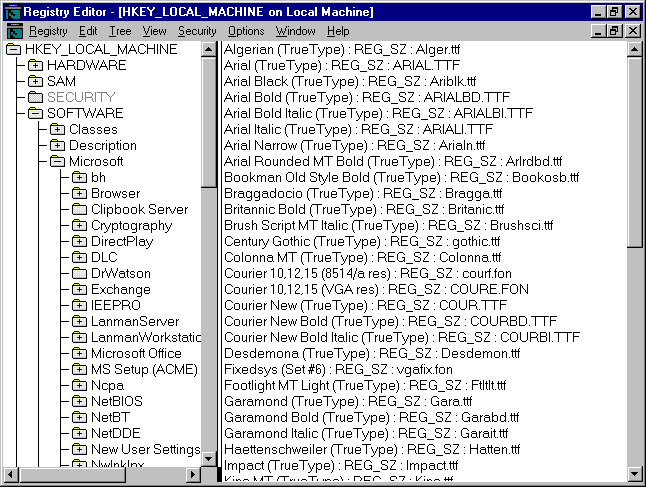 Registry Editor - [HKEY_LOCAL_MACHINE on Local Machine]
Registry Edit Tree View Security Options Window Help
HKEY_LOCAL_MACHINE
HARDWARE
SAM
SECURITY
SOFTWARE
Classes
Description
Microsoft
bh
Browser
Clipbook Server
Cryptography
DirectPlay
DLC
DrWatson
Exchange
IEEPRO
LanmanServer
LanmanWorkstatio
Microsoft Office
MS Setup (ACME)
Ncpa
NetBIOS
NetBT
NetDDE
New User Settings
NwlnkIpx
Algerian (TrueType) : REG_SZ : Alger.ttf
Arial (TrueType) : REG_SZ : ARIAL.TTF
Arial Black (TrueType) : REG_SZ : Ariblk.ttf
Arial Bold (TrueType) : REG_SZ : ARIALBD.TTF
Arial Bold Italic (TrueType) : REG_SZ : ARIALBI.TTF
Arial Italic (TrueType) : REG_SZ : ARIALI.TTF
Arial Narrow (TrueType) : REG_SZ : Arialn.ttf
Arial Rounded MT Bold (TrueType) : REG_SZ : Arlrdbd.ttf
Bookman Old Style Bold (TrueType) : REG_SZ : Bookosb.ttf
Braggadocio (TrueType) : REG_SZ : Bragga.ttf
Britannic Bold (TrueType) : REG_SZ : Britanic.ttf
Brush Script MT Italic (TrueType) : REG_SZ : Brushsci.ttf
Century Gothic (TrueType) : REG_SZ : gothic.ttf
Colonna MT (TrueType) : REG_SZ : Colonna.ttf
Courier 10,12,15 (8514/a res) : REG_SZ : courf.fon
Courier 10,12,15 (VGA res) : REG_SZ : COURE.FON
Courier New (TrueType) : REG_SZ : COUR.TTF
Courier New Bold (TrueType) : REG_SZ : COURBD.TTF
Courier New Bold Italic (TrueType) : REG_SZ : COURBI.TTF
Desdemona (TrueType) : REG_SZ : Desdemon.ttf
Fixedsys (Set #6) : REG_SZ : vgafix.fon
Footlight MT Light (TrueType) : REG_SZ : Ftltlt.ttf
Garamond (TrueType) : REG_SZ : Gara.ttf
Garamond Bold (TrueType) : REG_SZ : Garabd.ttf
Garamond Italic (TrueType) : REG_SZ : Garait.ttf
Haettenschweiler (TrueType) : REG_SZ : Hatten.ttf
Impact (TrueType) : REG_SZ : Impact.ttf
Kino MT (TrueType) : REG_SZ : Kino.ttf